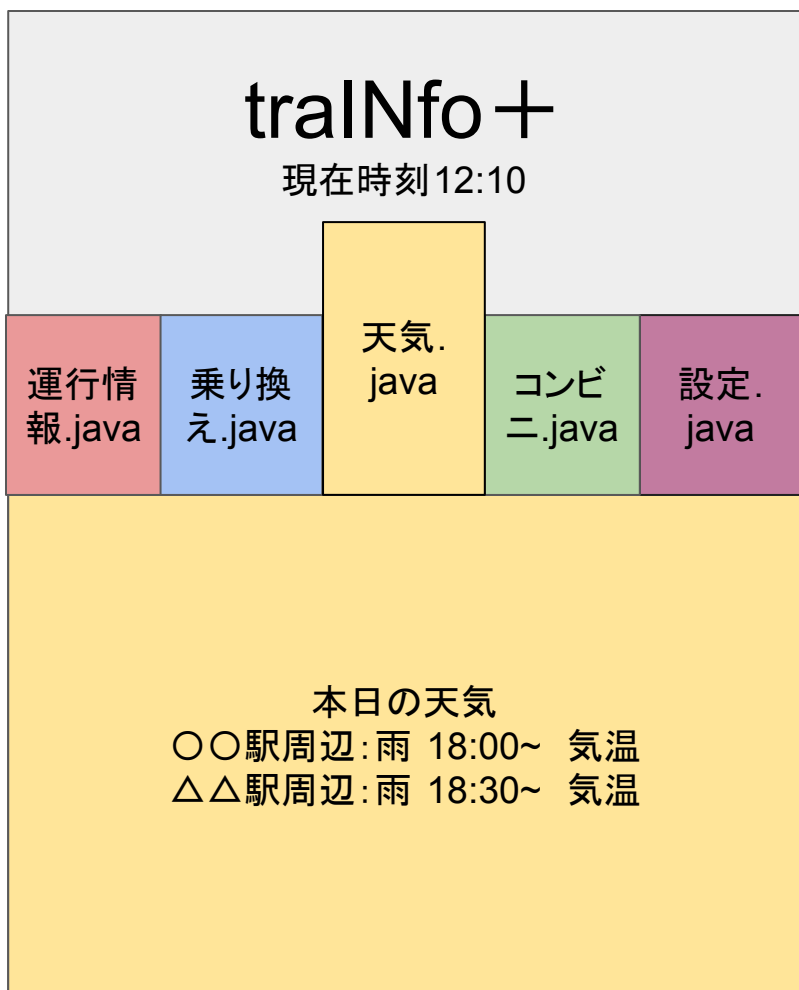 traINfo＋
現在時刻12:10
運行情
報.java
乗り換
え.java
天気.
java
コンビ
ニ.java
設定.
java
本日の天気
〇〇駅周辺：雨 18:00~ 気温
△△駅周辺：雨 18:30~ 気温